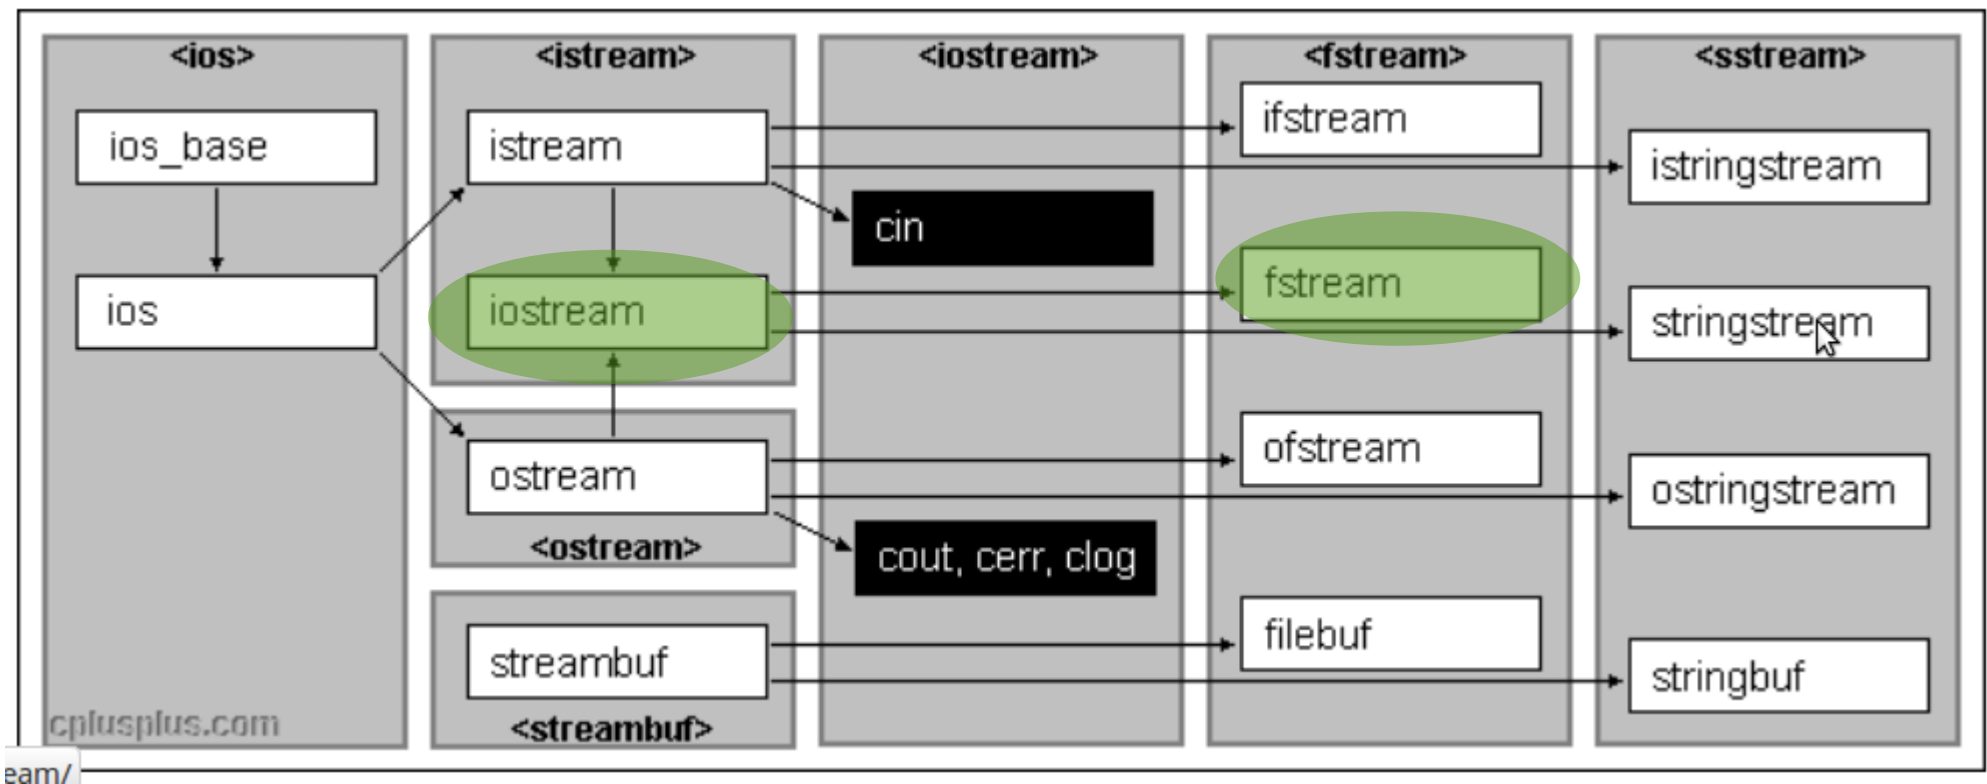 <ios>
ios_base
ios
cplusplus.com
eam/
<istream>
istream
iostream
ostream
<ostream>
streambuf
<streambuf>
<iostream>
cin
cout, cerr, clog
<fstream>
ifstream
fstream
ofstream
filebuf
<sstream>
istringstream
stringstream
ostringstream
stringbuf